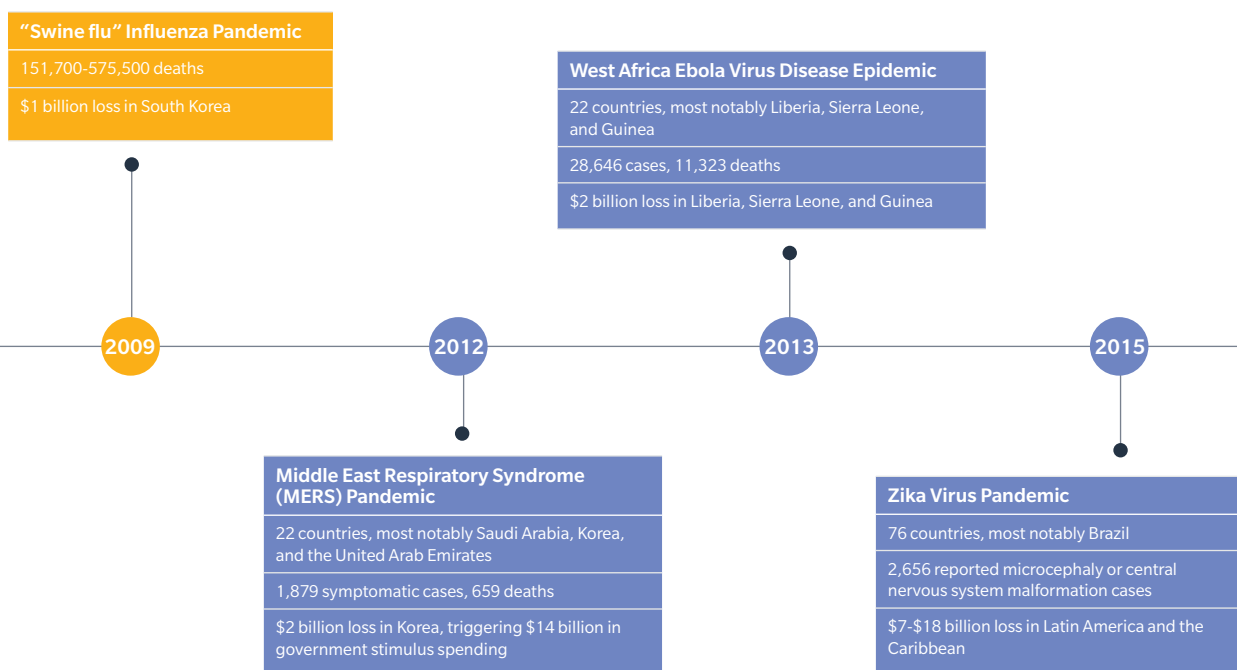 “Swine flu” Influenza Pandemic
151,700-575,500 deaths
$1 billion loss in South Korea
West Africa Ebola Virus Disease Epidemic
22 countries, most notably Liberia, Sierra Leone,
and Guinea
28,646 cases, 11,323 deaths
$2 billion loss in Liberia, Sierra Leone, and Guinea
2009
2012
2013
2015
Middle East Respiratory Syndrome
(MERS) Pandemic
22 countries, most notably Saudi Arabia, Korea,
and the United Arab Emirates
1,879 symptomatic cases, 659 deaths
$2 billion loss in Korea, triggering $14 billion in
government stimulus spending
Zika Virus Pandemic
76 countries, most notably Brazil
2,656 reported microcephaly or central
nervous system malformation cases
$7-$18 billion loss in Latin America and the
Caribbean